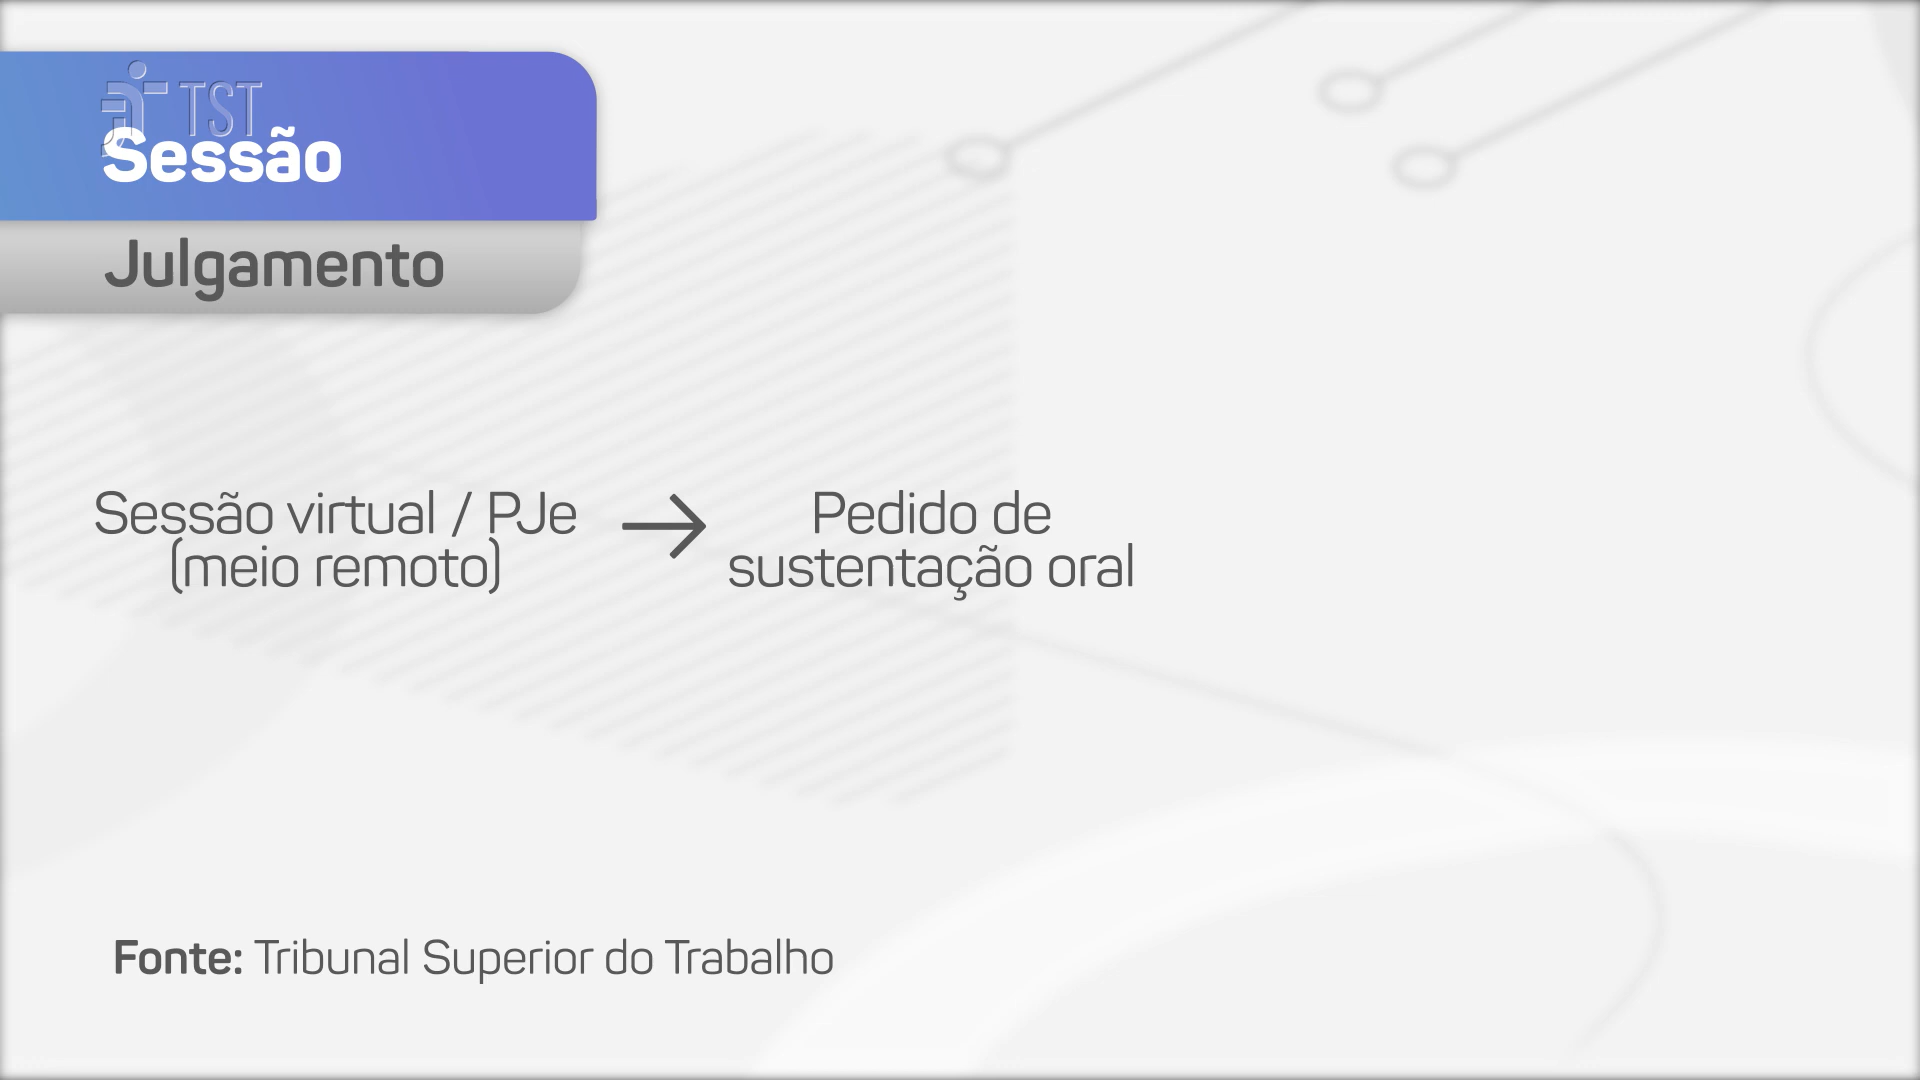 TST
Sessão
Julgamento
Sessão virtual / PJe
(meio remoto)
Pedido de
sustentação oral
Fonte: Tribunal Superior do Trabalho